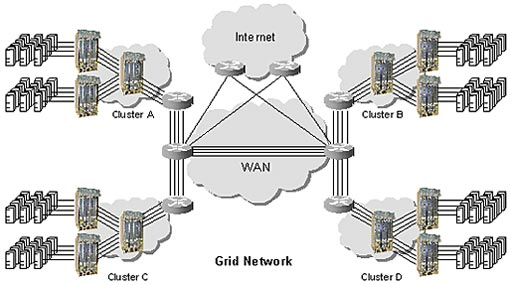 Internet
Cluster A
Cluster B
WAN
Grid Network
Cluster C
Cluster D